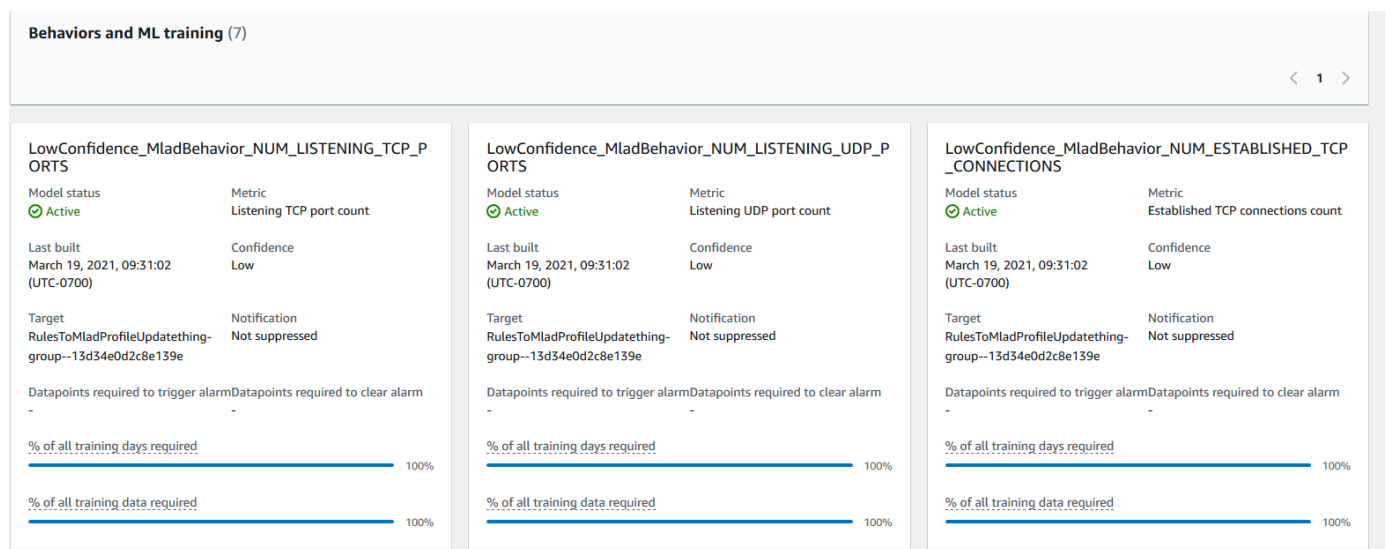 Behaviors and ML training (7)
1
LowConfidence_MladBehavior_NUM_LISTENING_TCP_P
ORTS
Model status
Metric
Active
Listening TCP port count
Last built
Confidence
March 19, 2021, 09:31:02
Low
(UTC-0700)
Target
Notification
RulesToMladProfileUpdatething-
Not suppressed
group--13d34e0d2c8e139e
Datapoints required to trigger alarm
Datapoints required to clear alarm
-
-
% of all training days required
100%
% of all training data required
100%
LowConfidence_MladBehavior_NUM_LISTENING_UDP_P
ORTS
Model status
Metric
Active
Listening UDP port count
Last built
Confidence
March 19, 2021, 09:31:02
Low
(UTC-0700)
Target
Notification
RulesToMladProfileUpdatething-
Not suppressed
group--13d34e0d2c8e139e
Datapoints required to trigger alarm
Datapoints required to clear alarm
-
-
% of all training days required
100%
% of all training data required
100%
LowConfidence_MladBehavior_NUM_ESTABLISHED_TCP
_CONNECTIONS
Model status
Metric
Active
Established TCP connections count
Last built
Confidence
March 19, 2021, 09:31:02
Low
(UTC-0700)
Target
Notification
RulesToMladProfileUpdatething-
Not suppressed
group--13d34e0d2c8e139e
Datapoints required to trigger alarm
Datapoints required to clear alarm
-
-
% of all training days required
100%
% of all training data required
100%